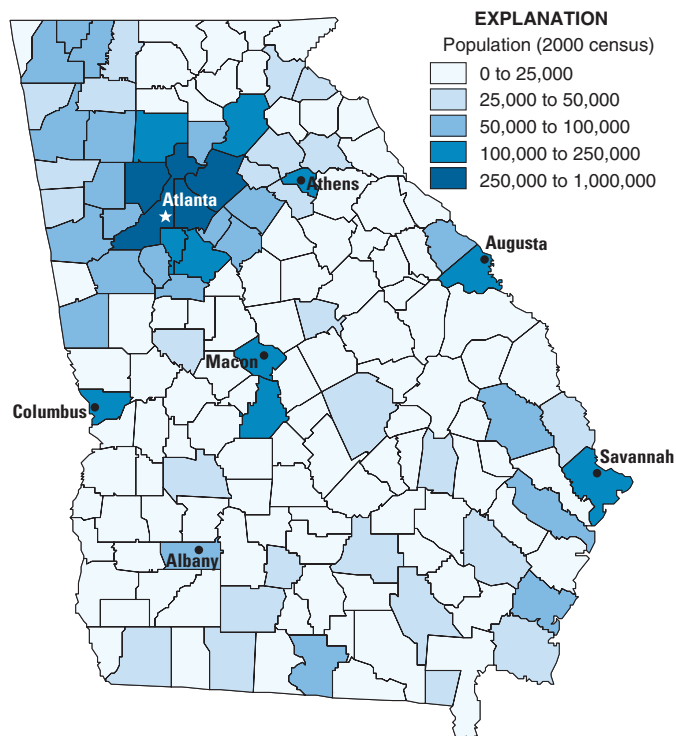 EXPLANATION
Population (2000 census)
0 to 25,000
25,000 to 50,000
50,000 to 100,000
100,000 to 250,000
250,000 to 1,000,000
Athens
Atlanta
Augusta
Macon
Columbus
Savannah
Albany